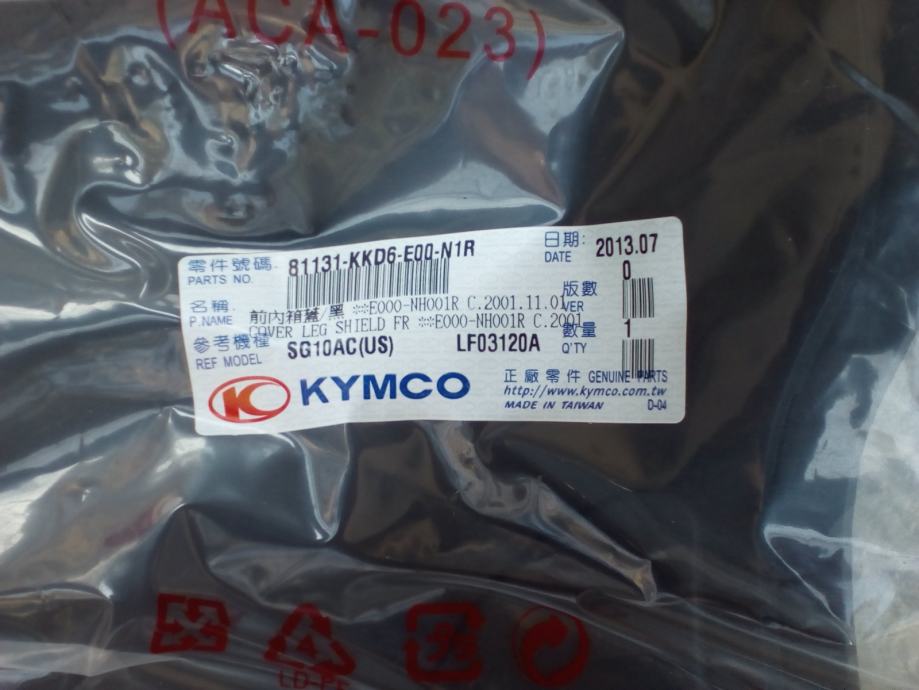 (ACA-023)
零件號碼. 81131-KKD6-E00-N1R
PARTS NO.
日期: 2013.07
DATE
名稱. 前內箱蓋/黑 **E000-NH001R C.2001.11.01
P.NAME COVER LEG SHIELD FR **E000-NH001R C.2001
版數 0
VER
參考機種 SG10AC(US) LF03120A
REF MODEL
數量 1
Q'TY
KYMCO
正廠零件 GENUINE PARTS
http://www.kymco.com.tw
MADE IN TAIWAN D-04